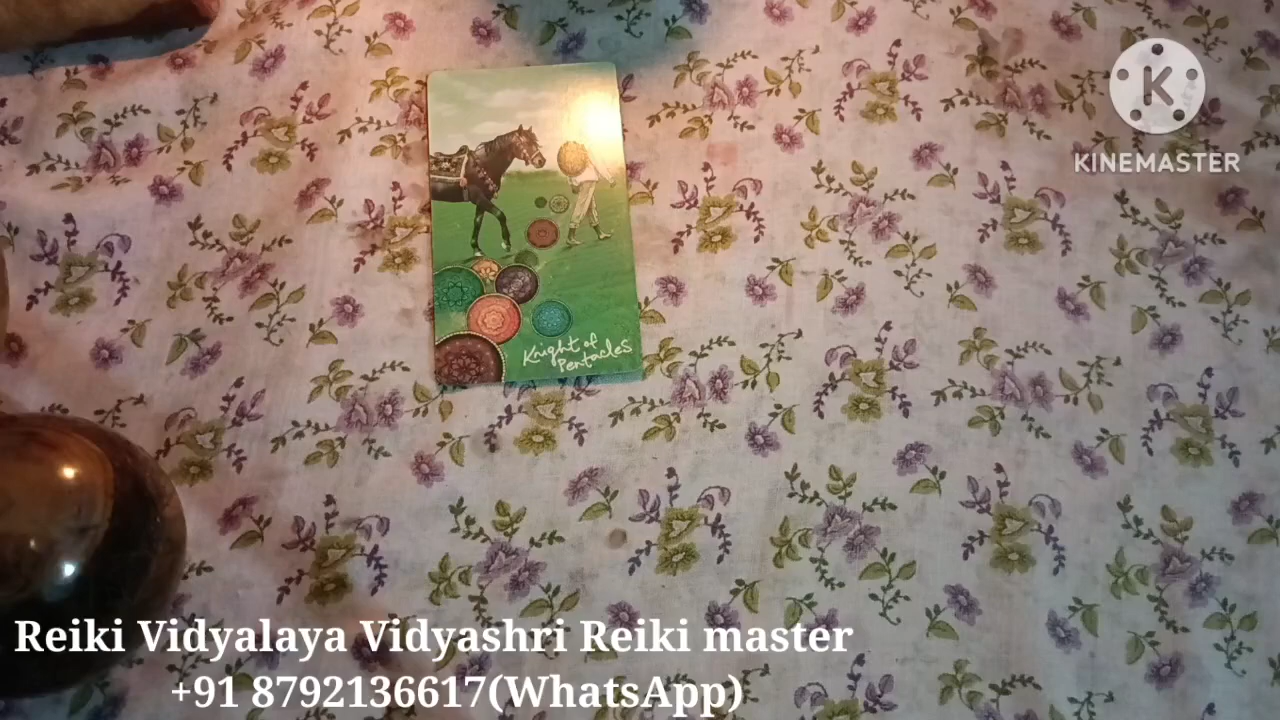 K
KINEMASTER
Knight of
Pentacles
Reiki Vidyalaya Vidyashri Reiki master
+91 8792136617(WhatsApp)